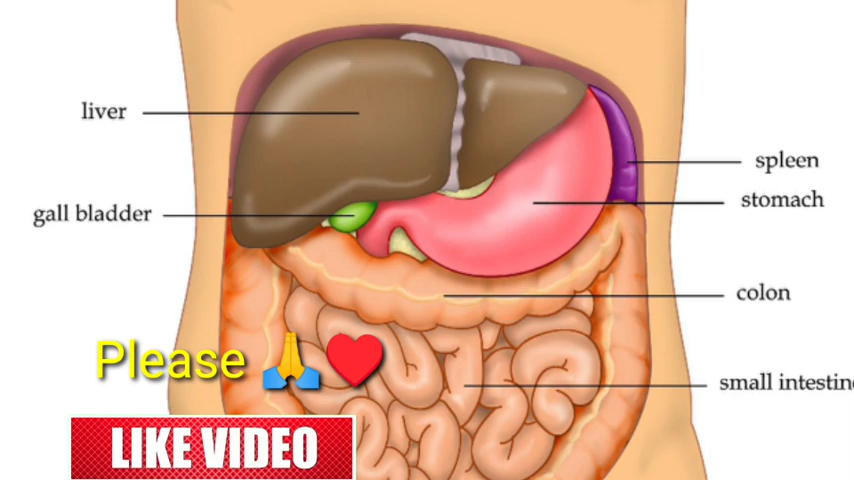 liver
spleen
stomach
gall bladder
colon
Please 🙏 ❤️
small intestin
LIKE VIDEO